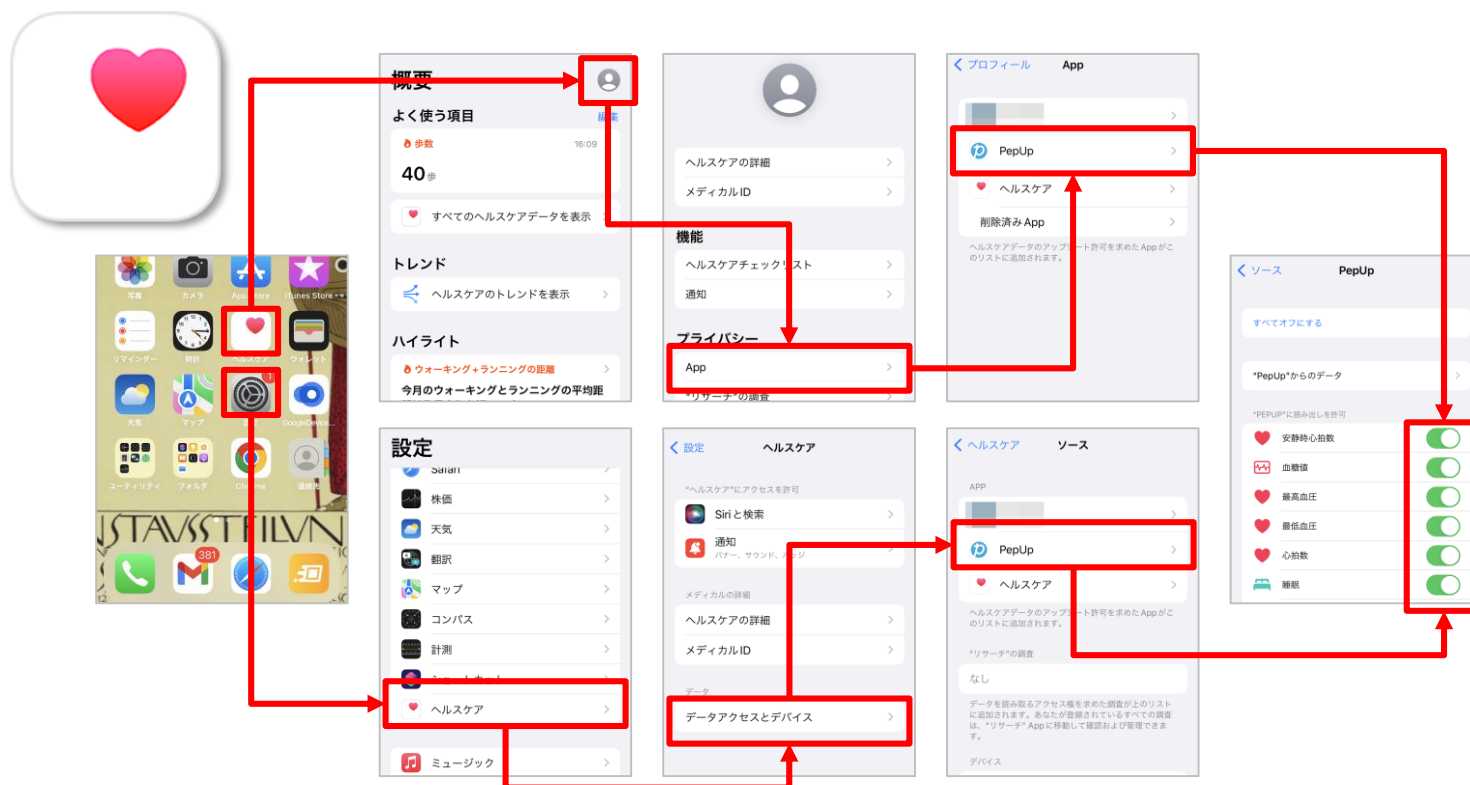 概要
よく使う項目
編集
歩数
16:09
40歩
すべてのヘルスケアデータを表示
トレンド
ヘルスケアのトレンドを表示
ハイライト
ウォーキング+ランニングの距離
今月のウォーキングとランニングの平均距
ヘルスケアの詳細
メディカルID
機能
ヘルスケアチェックリスト
通知
プライバシー
App
"リサーチ"の調査
プロフィール
App
PepUp
ヘルスケア
削除済み App
ヘルスケアデータのアップデート許可を求めた Appがこ
のリストに追加されます。
写真
カメラ
App Store
iTunes Store
リマインダー
時計
ヘルスケア
ウォレット
1
天気
マップ
設定
ユーティリティ
フォルダ
Chrome
連絡先
381
設定
Safari
株価
天気
翻訳
マップ
コンパス
計測
ヘルスケア
ミュージック
設定
ヘルスケア
"ヘルスケア"にアクセスを許可
Siriと検索
通知
バナー、サウンド、バッジ
メディカルの詳細
ヘルスケアの詳細
メディカルID
データ
データアクセスとデバイス
ヘルスケア
ソース
APP
PepUp
ヘルスケア
ヘルスケアデータのアップデート許可を求めた Appがこ
のリストに追加されます。
"リサーチ"の調査
なし
データを読み取るアクセス権を求めた調査が上のリスト
に追加されます。あなたが登録されているすべての調査
は、"リサーチ" Appに移動して確認および管理できま
す。
デバイス
ソース
PepUp
すべてオフにする
"PepUp"からのデータ
"PEPUP"に読み出しを許可
安静時心拍数
血糖値
最高血圧
最低血圧
心拍数
睡眠